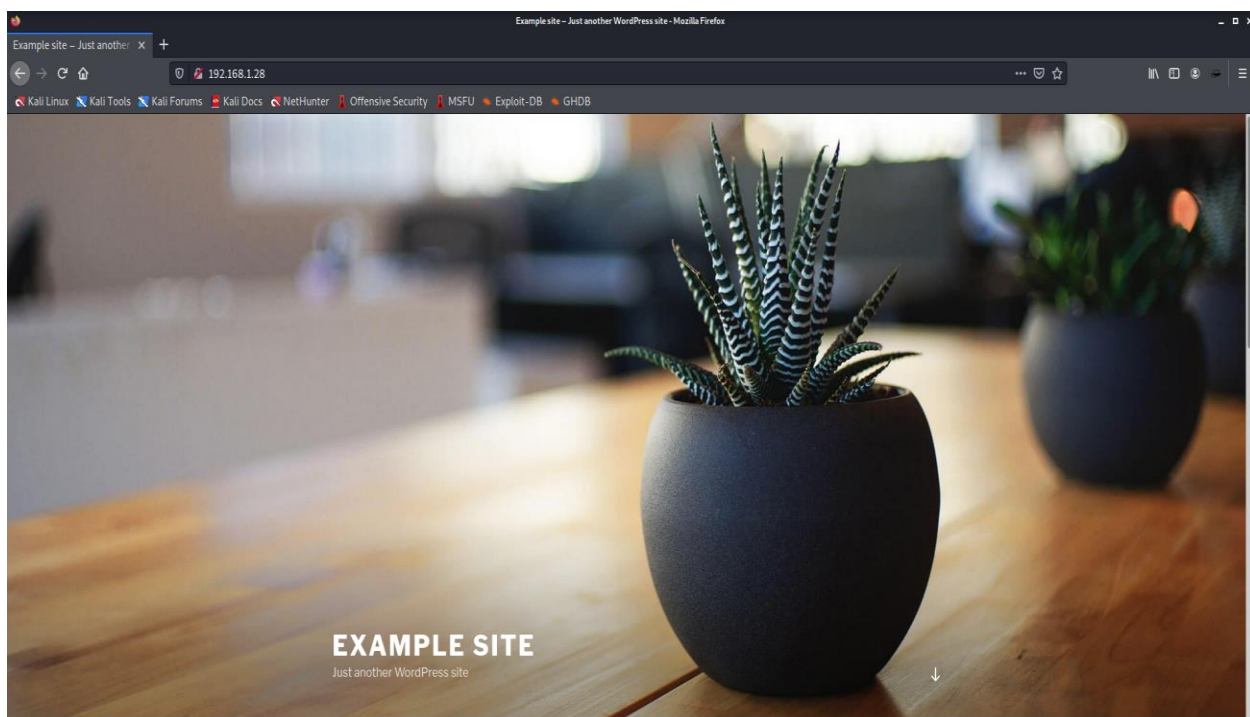 Example site – Just another WordPress site - Mozilla Firefox
Example site – Just another
192.168.1.28
Kali Linux Kali Tools Kali Forums Kali Docs NetHunter Offensive Security MSFU Exploit-DB GHDB
EXAMPLE SITE
Just another WordPress site